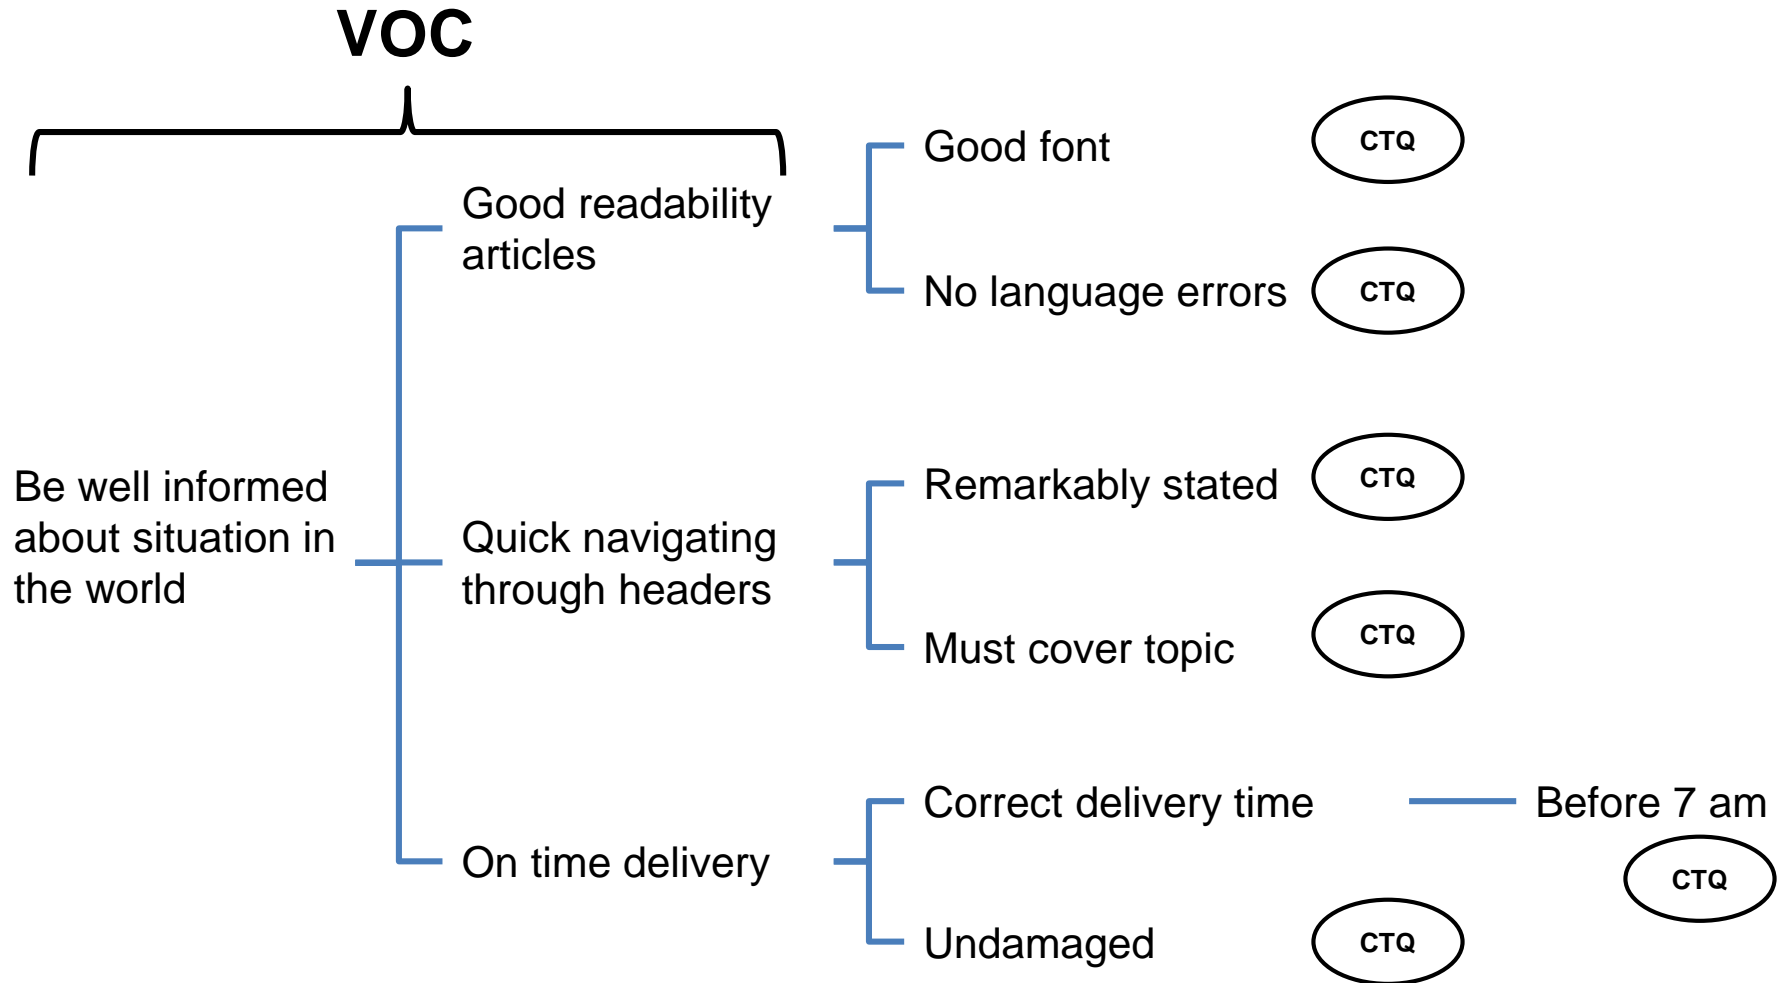 VOC
Good font
CTQ
Good readability
articles
No language errors
CTQ
Be well informed
about situation in
the world
Quick navigating
through headers
Remarkably stated
CTQ
Must cover topic
CTQ
On time delivery
Correct delivery time
Before 7 am
CTQ
Undamaged
CTQ